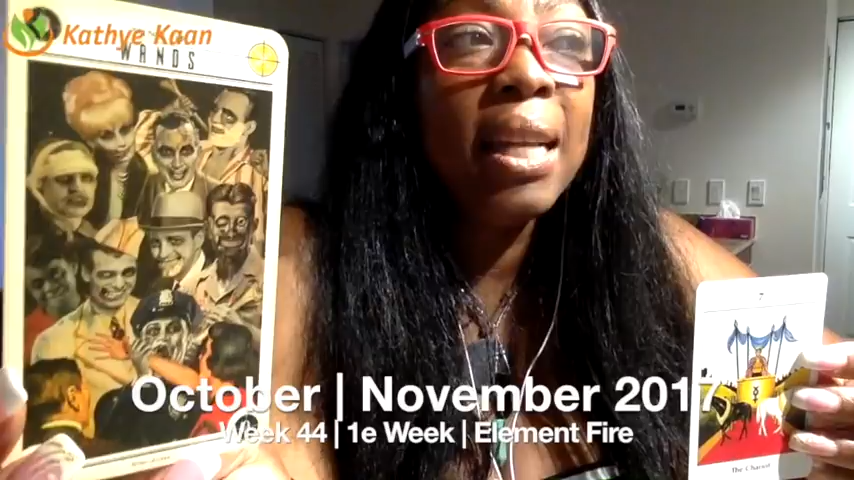 Kathye Kaan
WANDS
October | November 2017
Week 44 | 1e Week | Element Fire
7
The Chariot